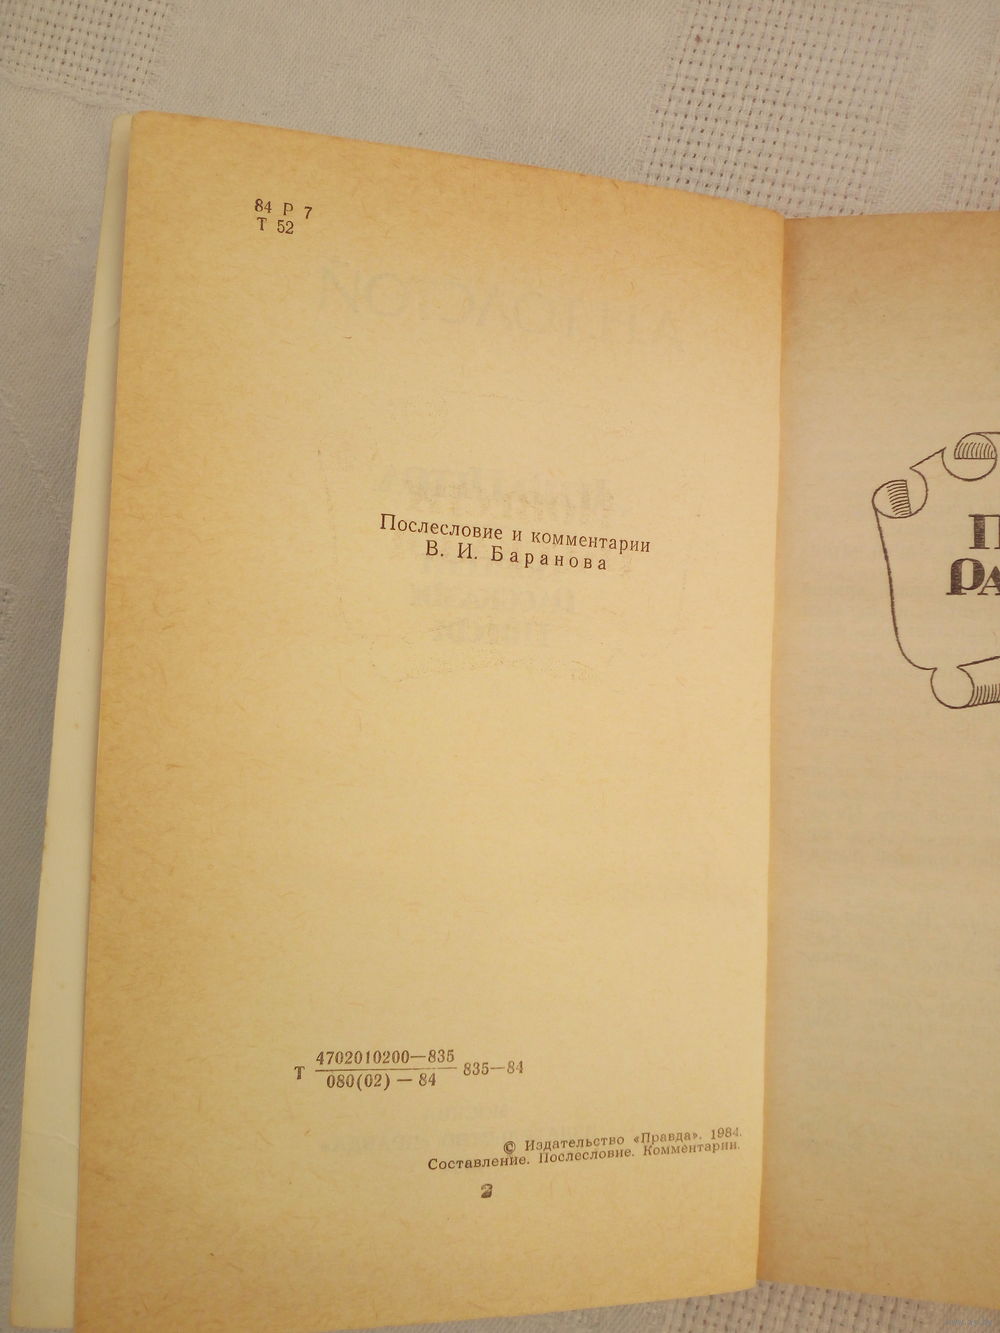 84 Р 7
Т 52
Послесловие и комментарии
В. И. Баранова
Т 4702010200—835 835—84
080(02) — 84
© Издательство «Правда», 1984.
Составление. Послесловие. Комментарии.
2
П
РА